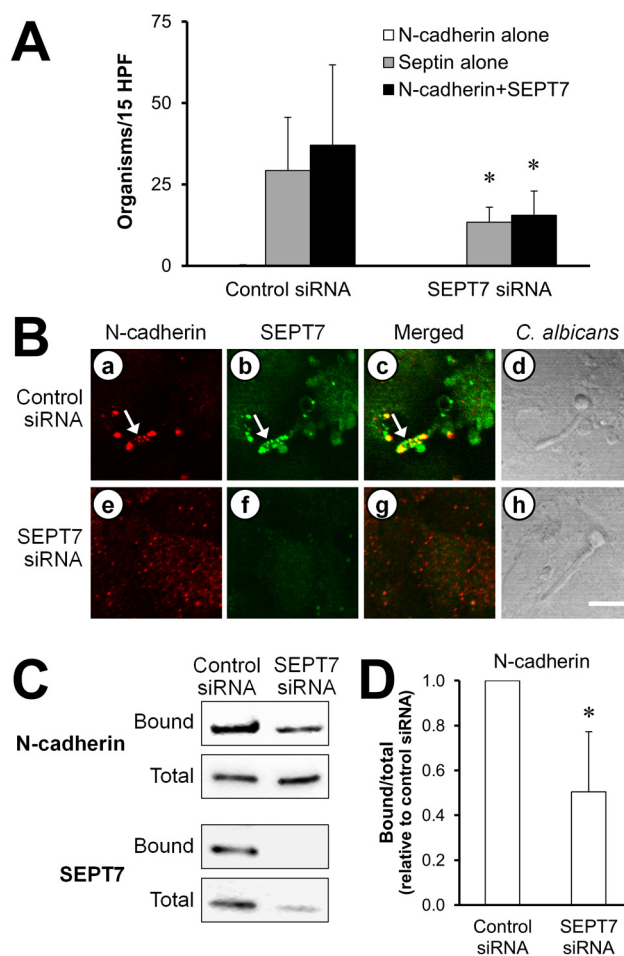 A
75
50
25
0
Organisms/15 HPF
N-cadherin alone
Septin alone
N-cadherin+SEPT7
*
*
Control siRNA
SEPT7 siRNA
B
N-cadherin
SEPT7
Merged
C. albicans
Control
siRNA
a
b
c
d
SEPT7
siRNA
e
f
g
h
C
Control
siRNA
SEPT7
siRNA
N-cadherin
Bound
Total
SEPT7
Bound
Total
D
N-cadherin
Bound/total
(relative to control siRNA)
1.0
0.8
0.6
0.4
0.2
0.0
*
Control
siRNA
SEPT7
siRNA